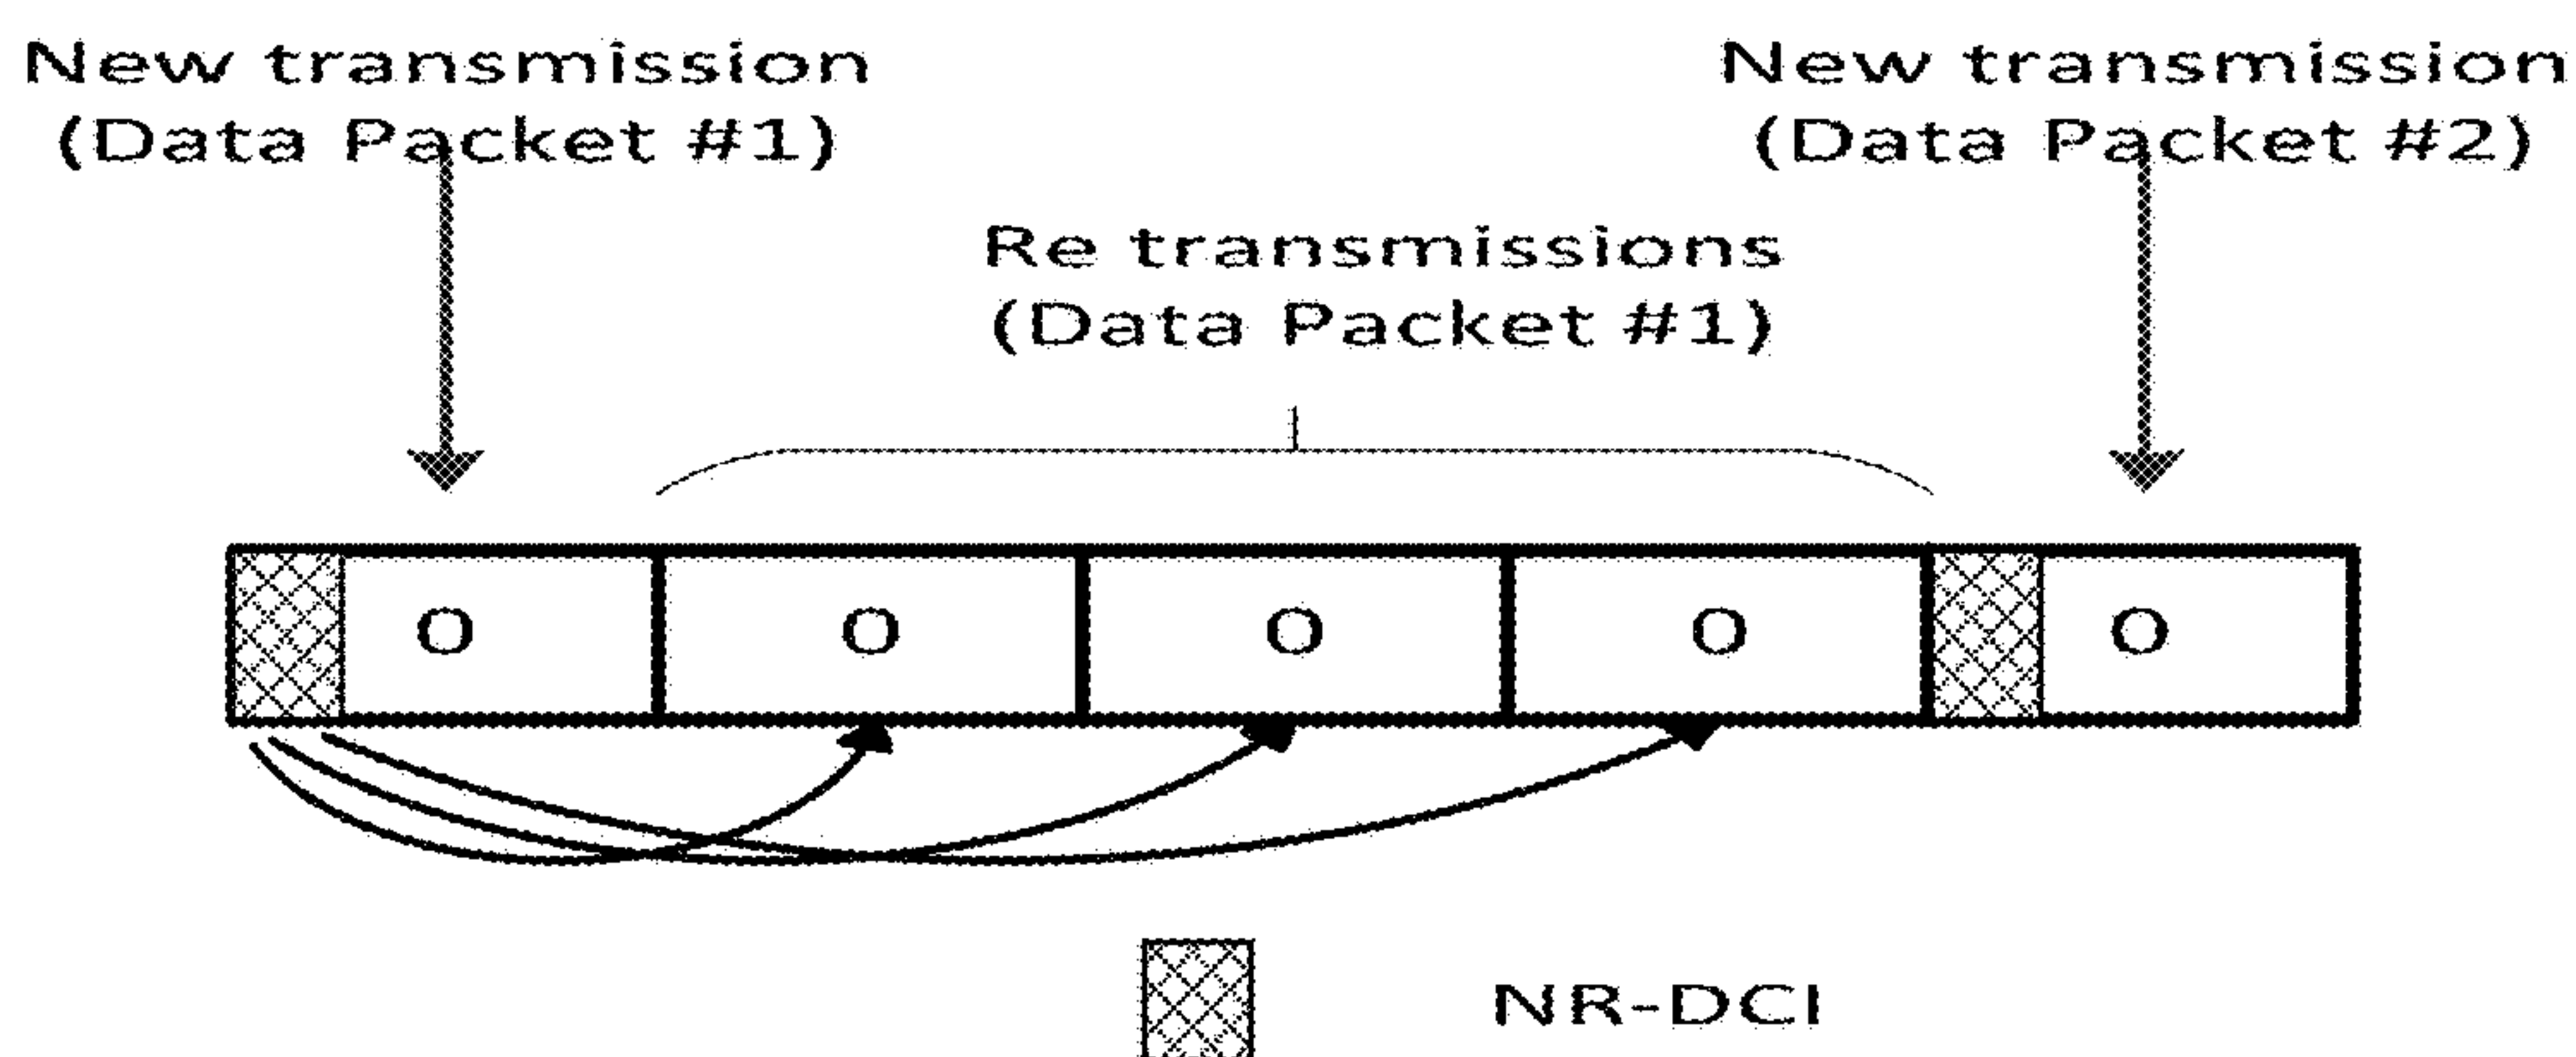 New transmission
(Data Packet #1)
New transmission
(Data Packet #2)
Re transmissions
(Data Packet #1)
O O O O O
NR-DCI